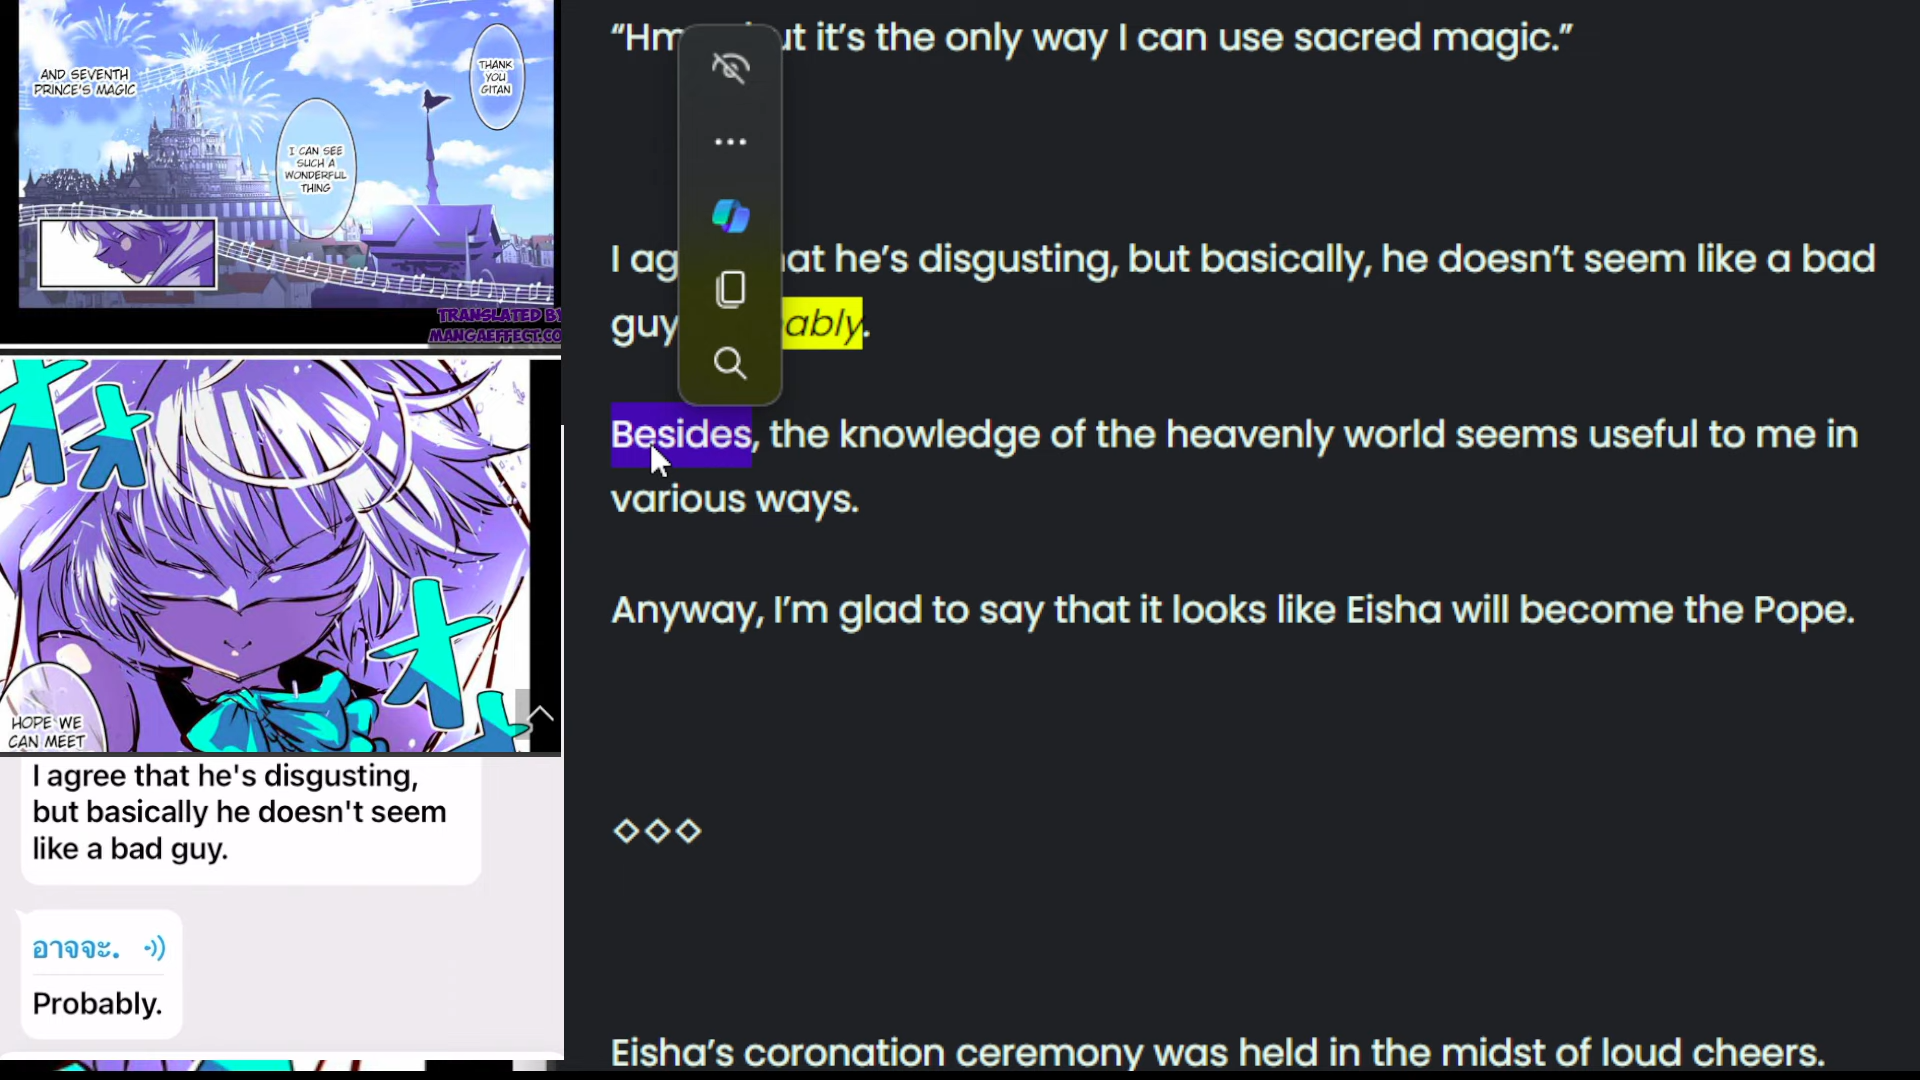 AND SEVENTH
PRINCE'S MAGIC
THANK
YOU
GITAN
I CAN SEE
SUCH A
WONDERFUL
THING
TRANSLATED BY
MANGAEFFECT.CO
HOPE WE
CAN MEET
I agree that he's disgusting,
but basically he doesn't seem
like a bad guy.
อาจจะ.
Probably.
“Hm ut it’s the only way I can use sacred magic.”
I ag at he’s disgusting, but basically, he doesn’t seem like a bad
guy ably.
Besides, the knowledge of the heavenly world seems useful to me in
various ways.
Anyway, I’m glad to say that it looks like Eisha will become the Pope.
◇◇◇
Eisha’s coronation ceremony was held in the midst of loud cheers.